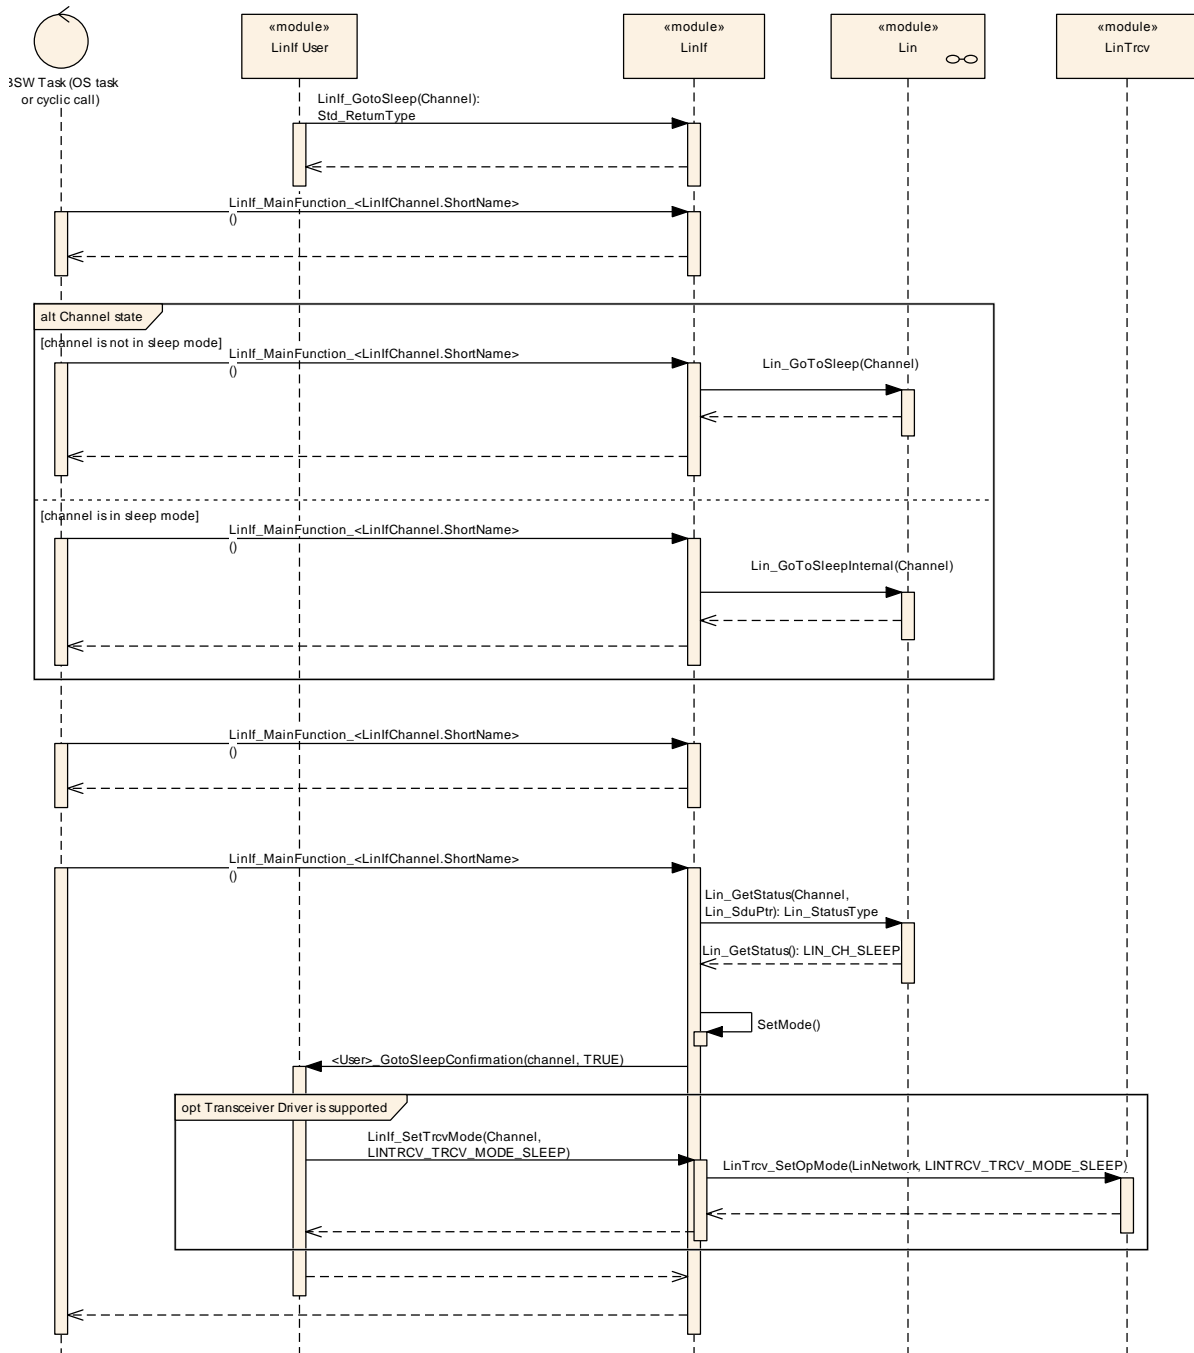 «module»
LinIf User
«module»
LinIf
«module»
Lin
«module»
LinTrcv
BSW Task (OS task
or cyclic call)
LinIf_GotoSleep(Channel):
Std_ReturnType
LinIf_MainFunction_<LinIfChannel.ShortName>
()
alt Channel state
[channel is not in sleep mode]
LinIf_MainFunction_<LinIfChannel.ShortName>
()
Lin_GoToSleep(Channel)
[channel is in sleep mode]
LinIf_MainFunction_<LinIfChannel.ShortName>
()
Lin_GoToSleepInternal(Channel)
LinIf_MainFunction_<LinIfChannel.ShortName>
()
LinIf_MainFunction_<LinIfChannel.ShortName>
()
Lin_GetStatus(Channel,
Lin_SduPtr): Lin_StatusType
Lin_GetStatus(): LIN_CH_SLEEP
SetMode()
<User>_GotoSleepConfirmation(channel, TRUE)
opt Transceiver Driver is supported
LinIf_SetTrcvMode(Channel,
LINTRCV_TRCV_MODE_SLEEP)
LinTrcv_SetOpMode(LinNetwork, LINTRCV_TRCV_MODE_SLEEP)